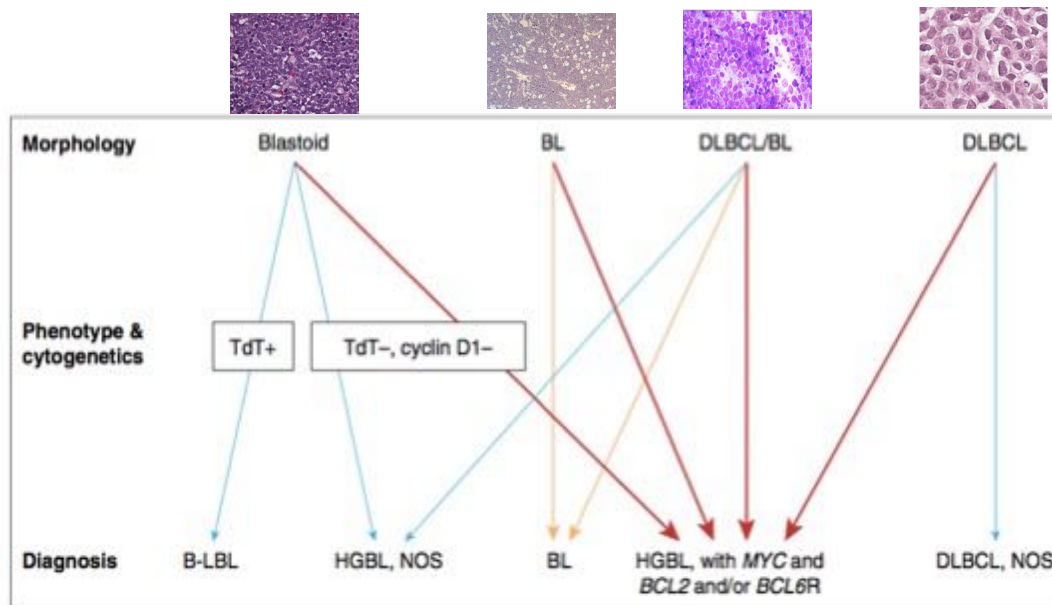 Morphology
Blastoid
BL
DLBCL/BL
DLBCL
Phenotype &
cytogenetics
TdT+
TdT–, cyclin D1–
Diagnosis
B-LBL
HGBL, NOS
BL
HGBL, with MYC and
BCL2 and/or BCL6R
DLBCL, NOS